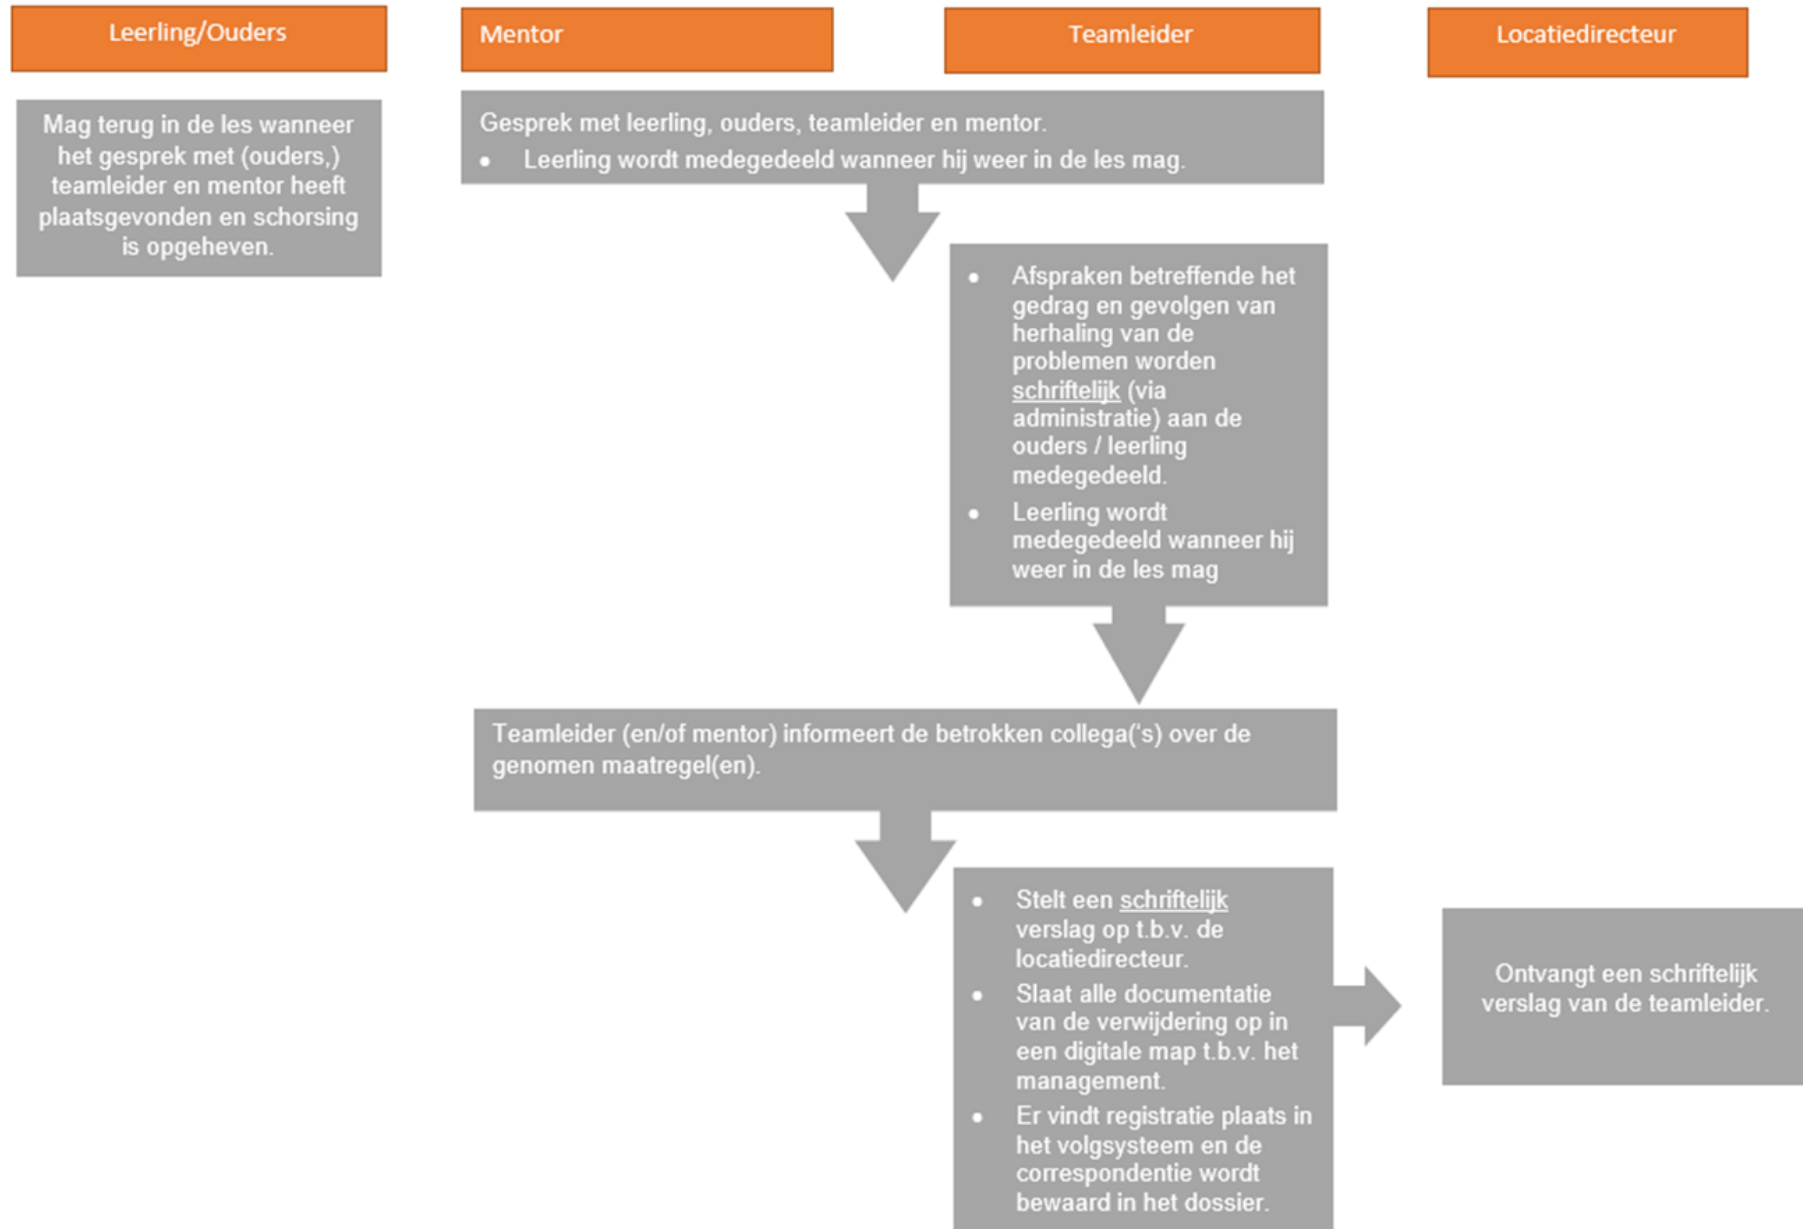 Leerling/Ouders
Mentor
Teamleider
Locatiedirecteur
Mag terug in de les wanneer
het gesprek met (ouders,)
teamleider en mentor heeft
plaatsgevonden en schorsing
is opgeheven.
Gesprek met leerling, ouders, teamleider en mentor.
• Leerling wordt medegedeeld wanneer hij weer in de les mag.
• Afspraken betreffende het
gedrag en gevolgen van
herhaling van de
problemen worden
schriftelijk (via
administratie) aan de
ouders / leerling
medegedeeld.
• Leerling wordt
medegedeeld wanneer hij
weer in de les mag
Teamleider (en/of mentor) informeert de betrokken collega(‘s) over de
genomen maatregel(en).
• Stelt een schriftelijk
verslag op t.b.v. de
locatiedirecteur.
• Slaat alle documentatie
van de verwijdering op in
een digitale map t.b.v. het
management.
• Er vindt registratie plaats in
het volgsysteem en de
correspondentie wordt
bewaard in het dossier.
Ontvangt een schriftelijk
verslag van de teamleider.